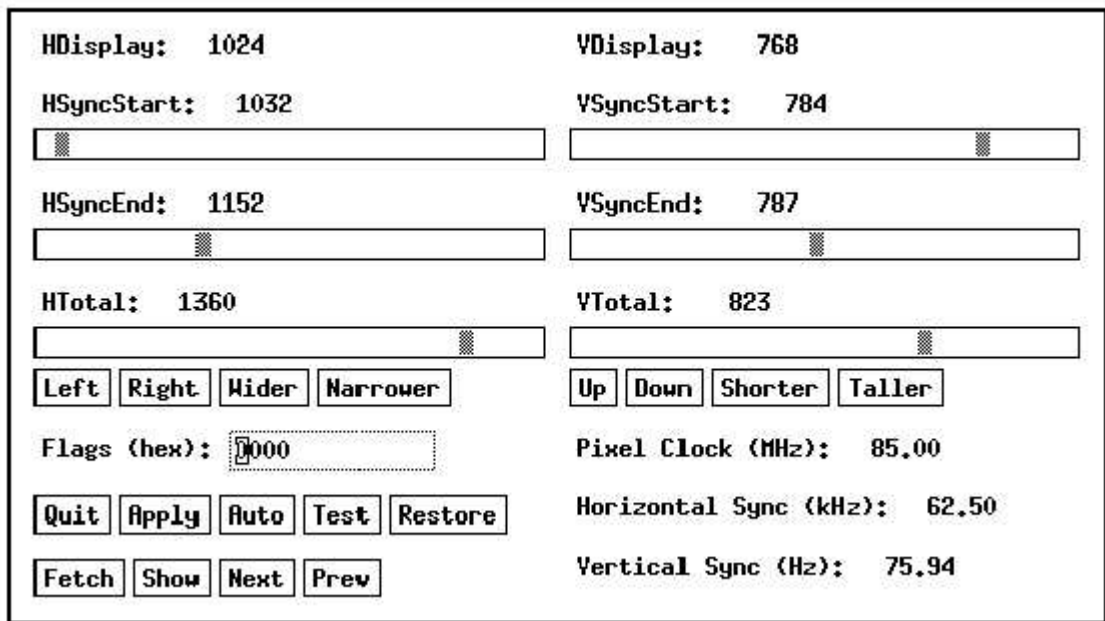 HDisplay: 1024 VDisplay: 768
HSyncStart: 1032 VSyncStart: 784
HSyncEnd: 1152 VSyncEnd: 787
HTotal: 1360 VTotal: 823
Left Right Wider Narrower Up Down Shorter Taller
Flags (hex): 0000 Pixel Clock (MHz): 85.00
Quit Apply Auto Test Restore Horizontal Sync (kHz): 62.50
Fetch Show Next Prev Vertical Sync (Hz): 75.94